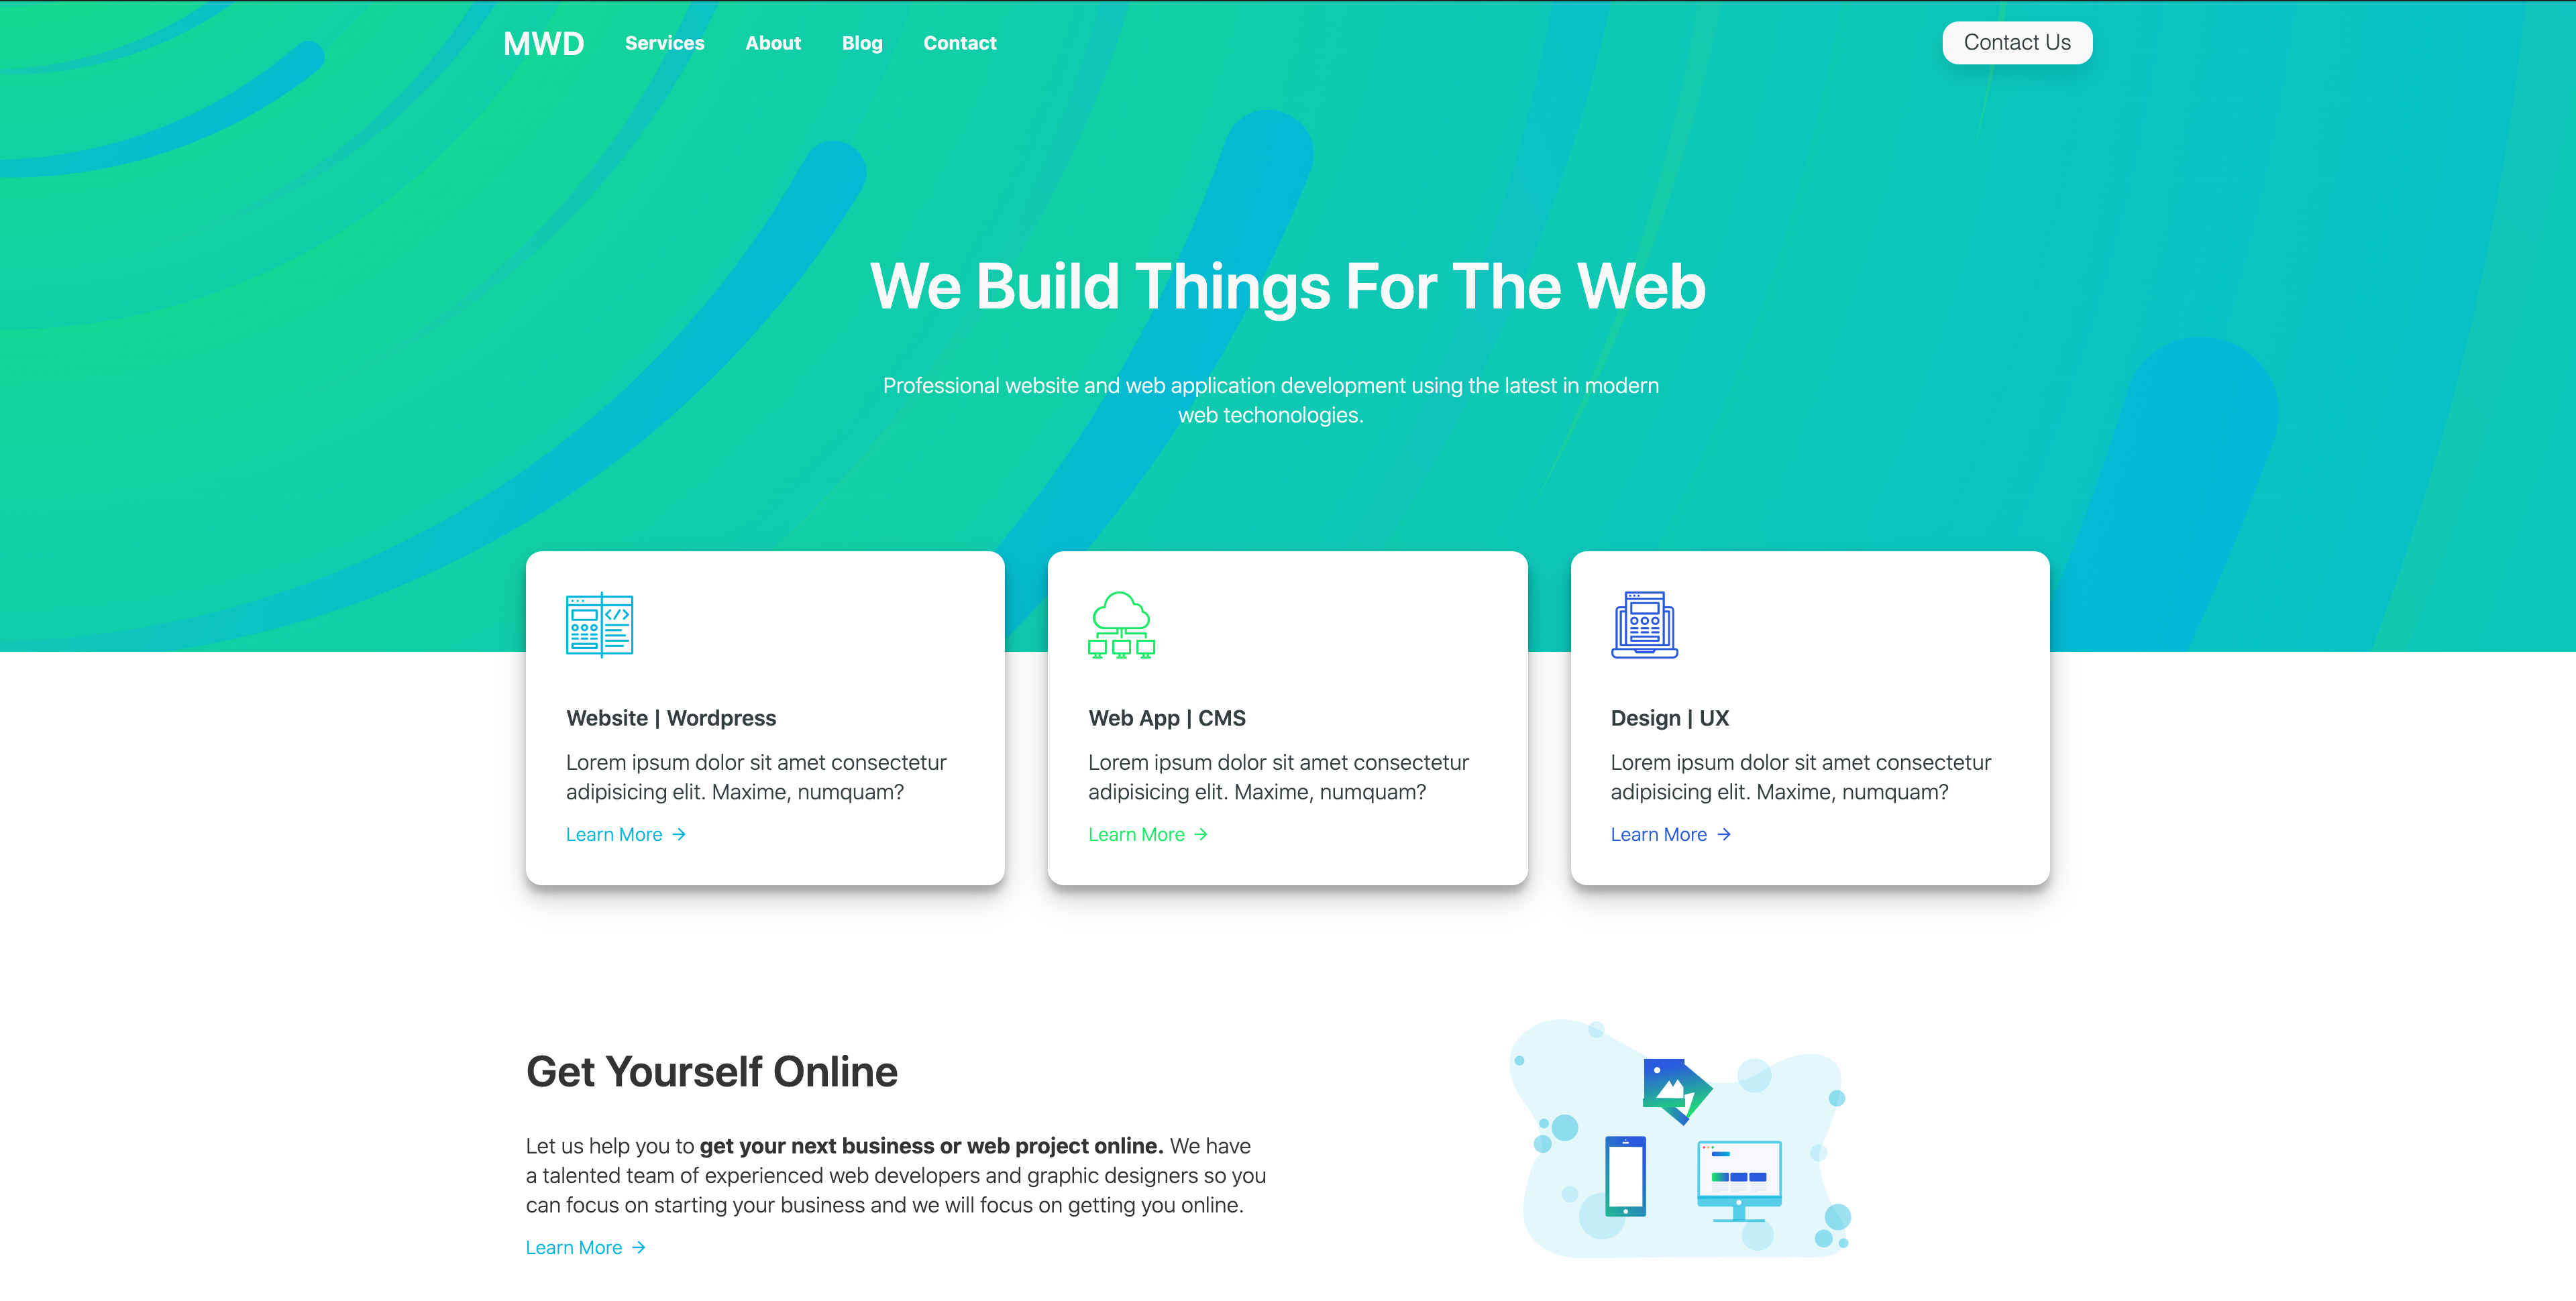 MWD
Services
About
Blog
Contact
Contact Us
We Build Things For The Web
Professional website and web application development using the latest in modern
web techonologies.
Website | Wordpress
Lorem ipsum dolor sit amet consectetur
adipisicing elit. Maxime, numquam?
Learn More →
Web App | CMS
Lorem ipsum dolor sit amet consectetur
adipisicing elit. Maxime, numquam?
Learn More →
Design | UX
Lorem ipsum dolor sit amet consectetur
adipisicing elit. Maxime, numquam?
Learn More →
Get Yourself Online
Let us help you to get your next business or web project online. We have
a talented team of experienced web developers and graphic designers so you
can focus on starting your business and we will focus on getting you online.
Learn More →